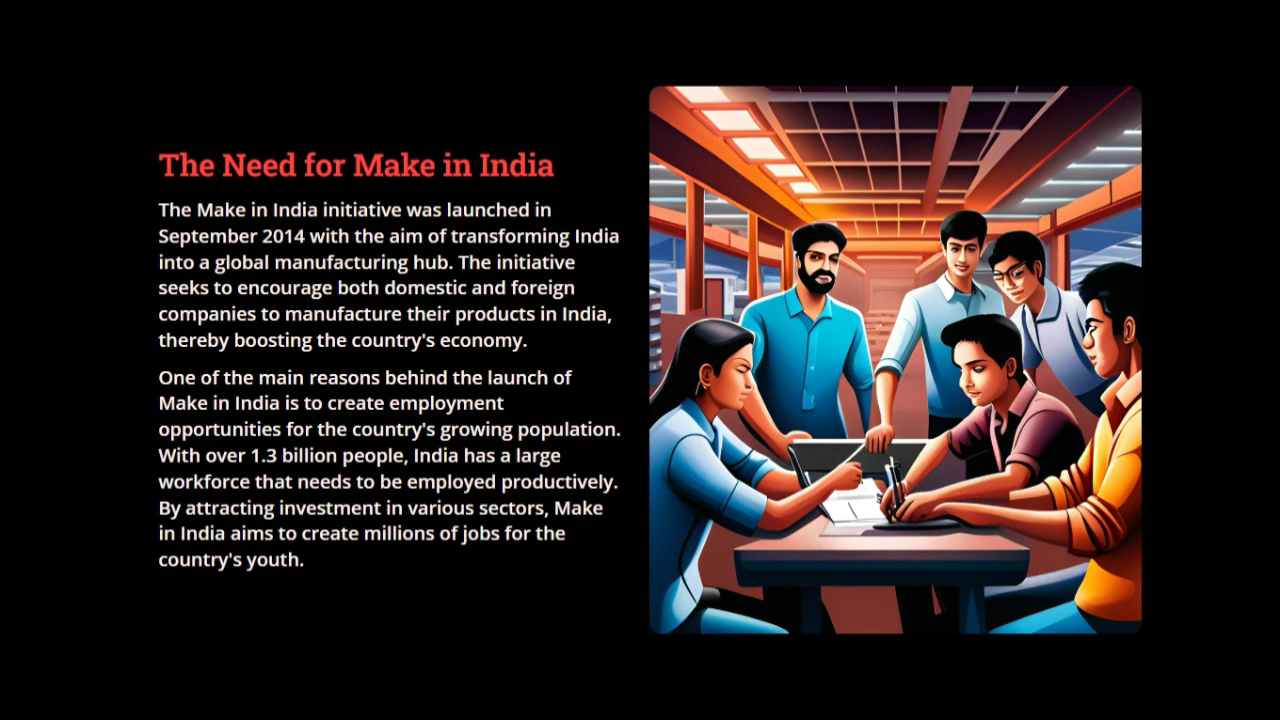 The Need for Make in India
The Make in India initiative was launched in
September 2014 with the aim of transforming India
into a global manufacturing hub. The initiative
seeks to encourage both domestic and foreign
companies to manufacture their products in India,
thereby boosting the country's economy.
One of the main reasons behind the launch of
Make in India is to create employment
opportunities for the country's growing population.
With over 1.3 billion people, India has a large
workforce that needs to be employed productively.
By attracting investment in various sectors, Make
in India aims to create millions of jobs for the
country's youth.